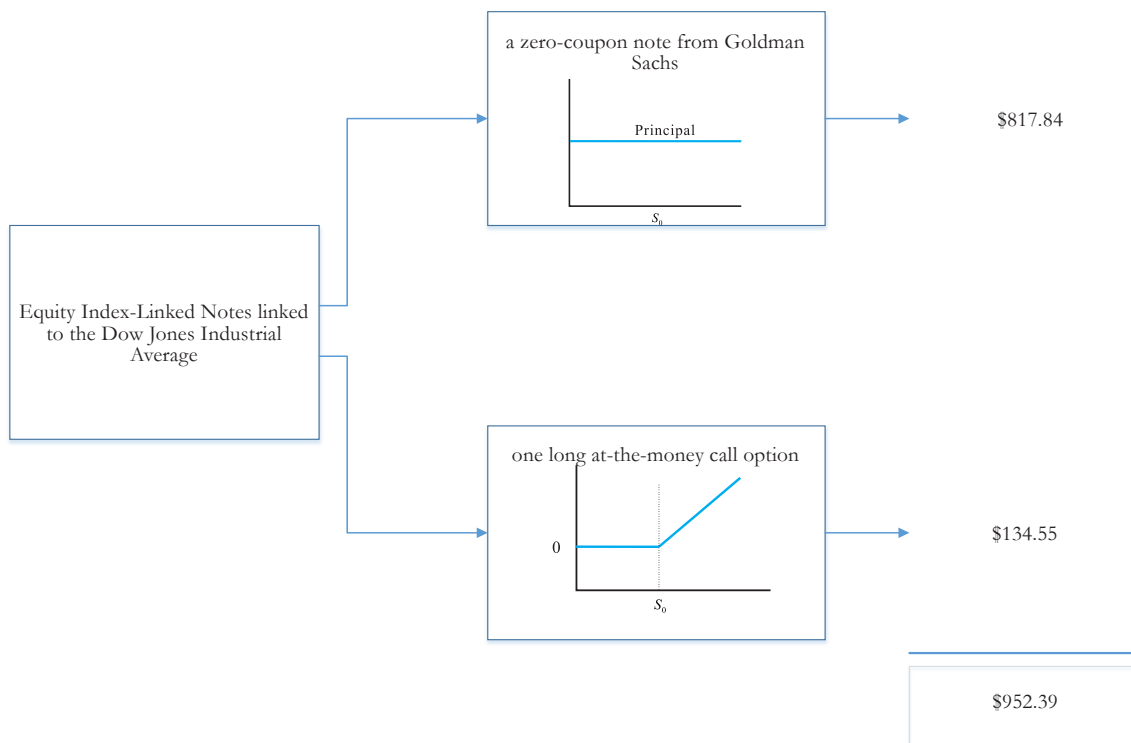 a zero-coupon note from Goldman
Sachs
Principal
S0
$817.84
Equity Index-Linked Notes linked
to the Dow Jones Industrial
Average
one long at-the-money call option
0
S0
$134.55
$952.39